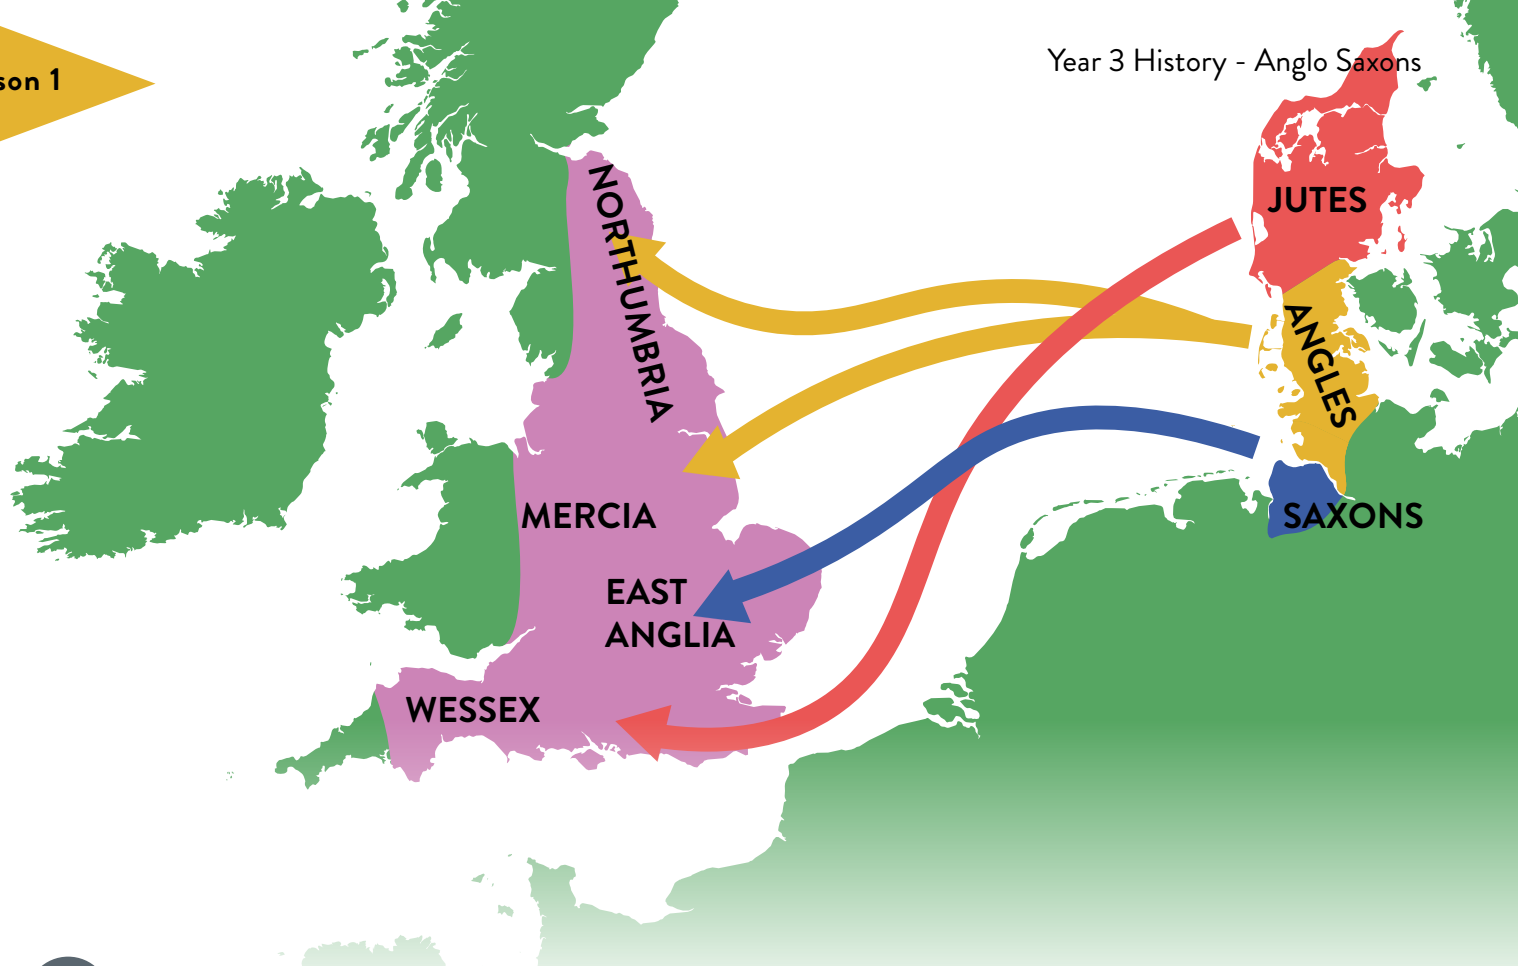 son 1
Year 3 History - Anglo Saxons
JUTES
NORTHUMBRIA
ANGLES
MERCIA
SAXONS
EAST
ANGLIA
WESSEX